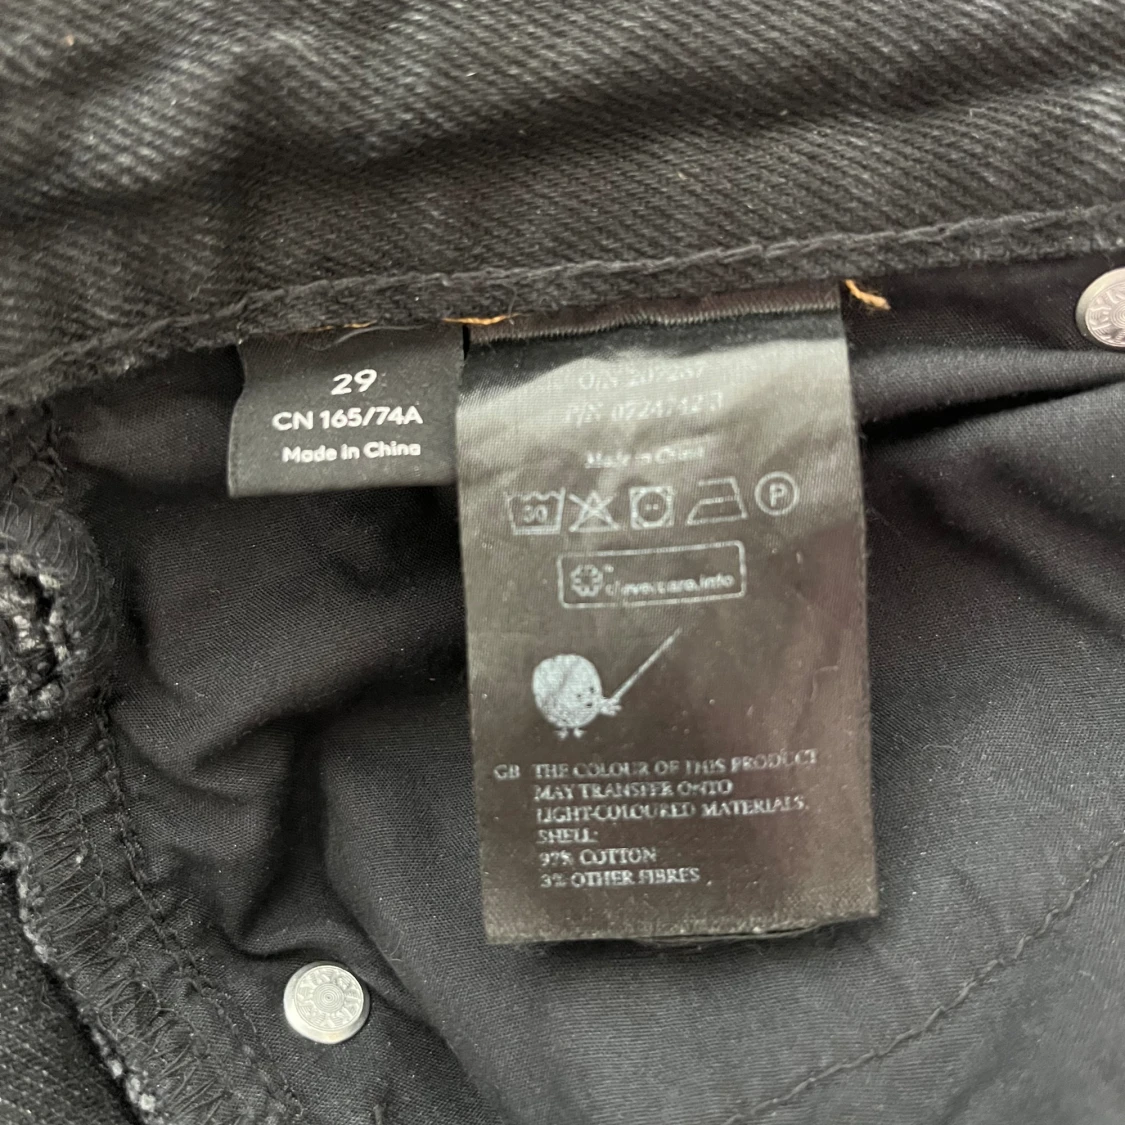 29
CN 165/74A
Made in China
Made in China
30
P
clevercare.info
GB THE COLOUR OF THIS PRODUCT
MAY TRANSFER ONTO
LIGHT-COLOURED MATERIALS.
SHELL:
97% COTTON
3% OTHER FIBRES